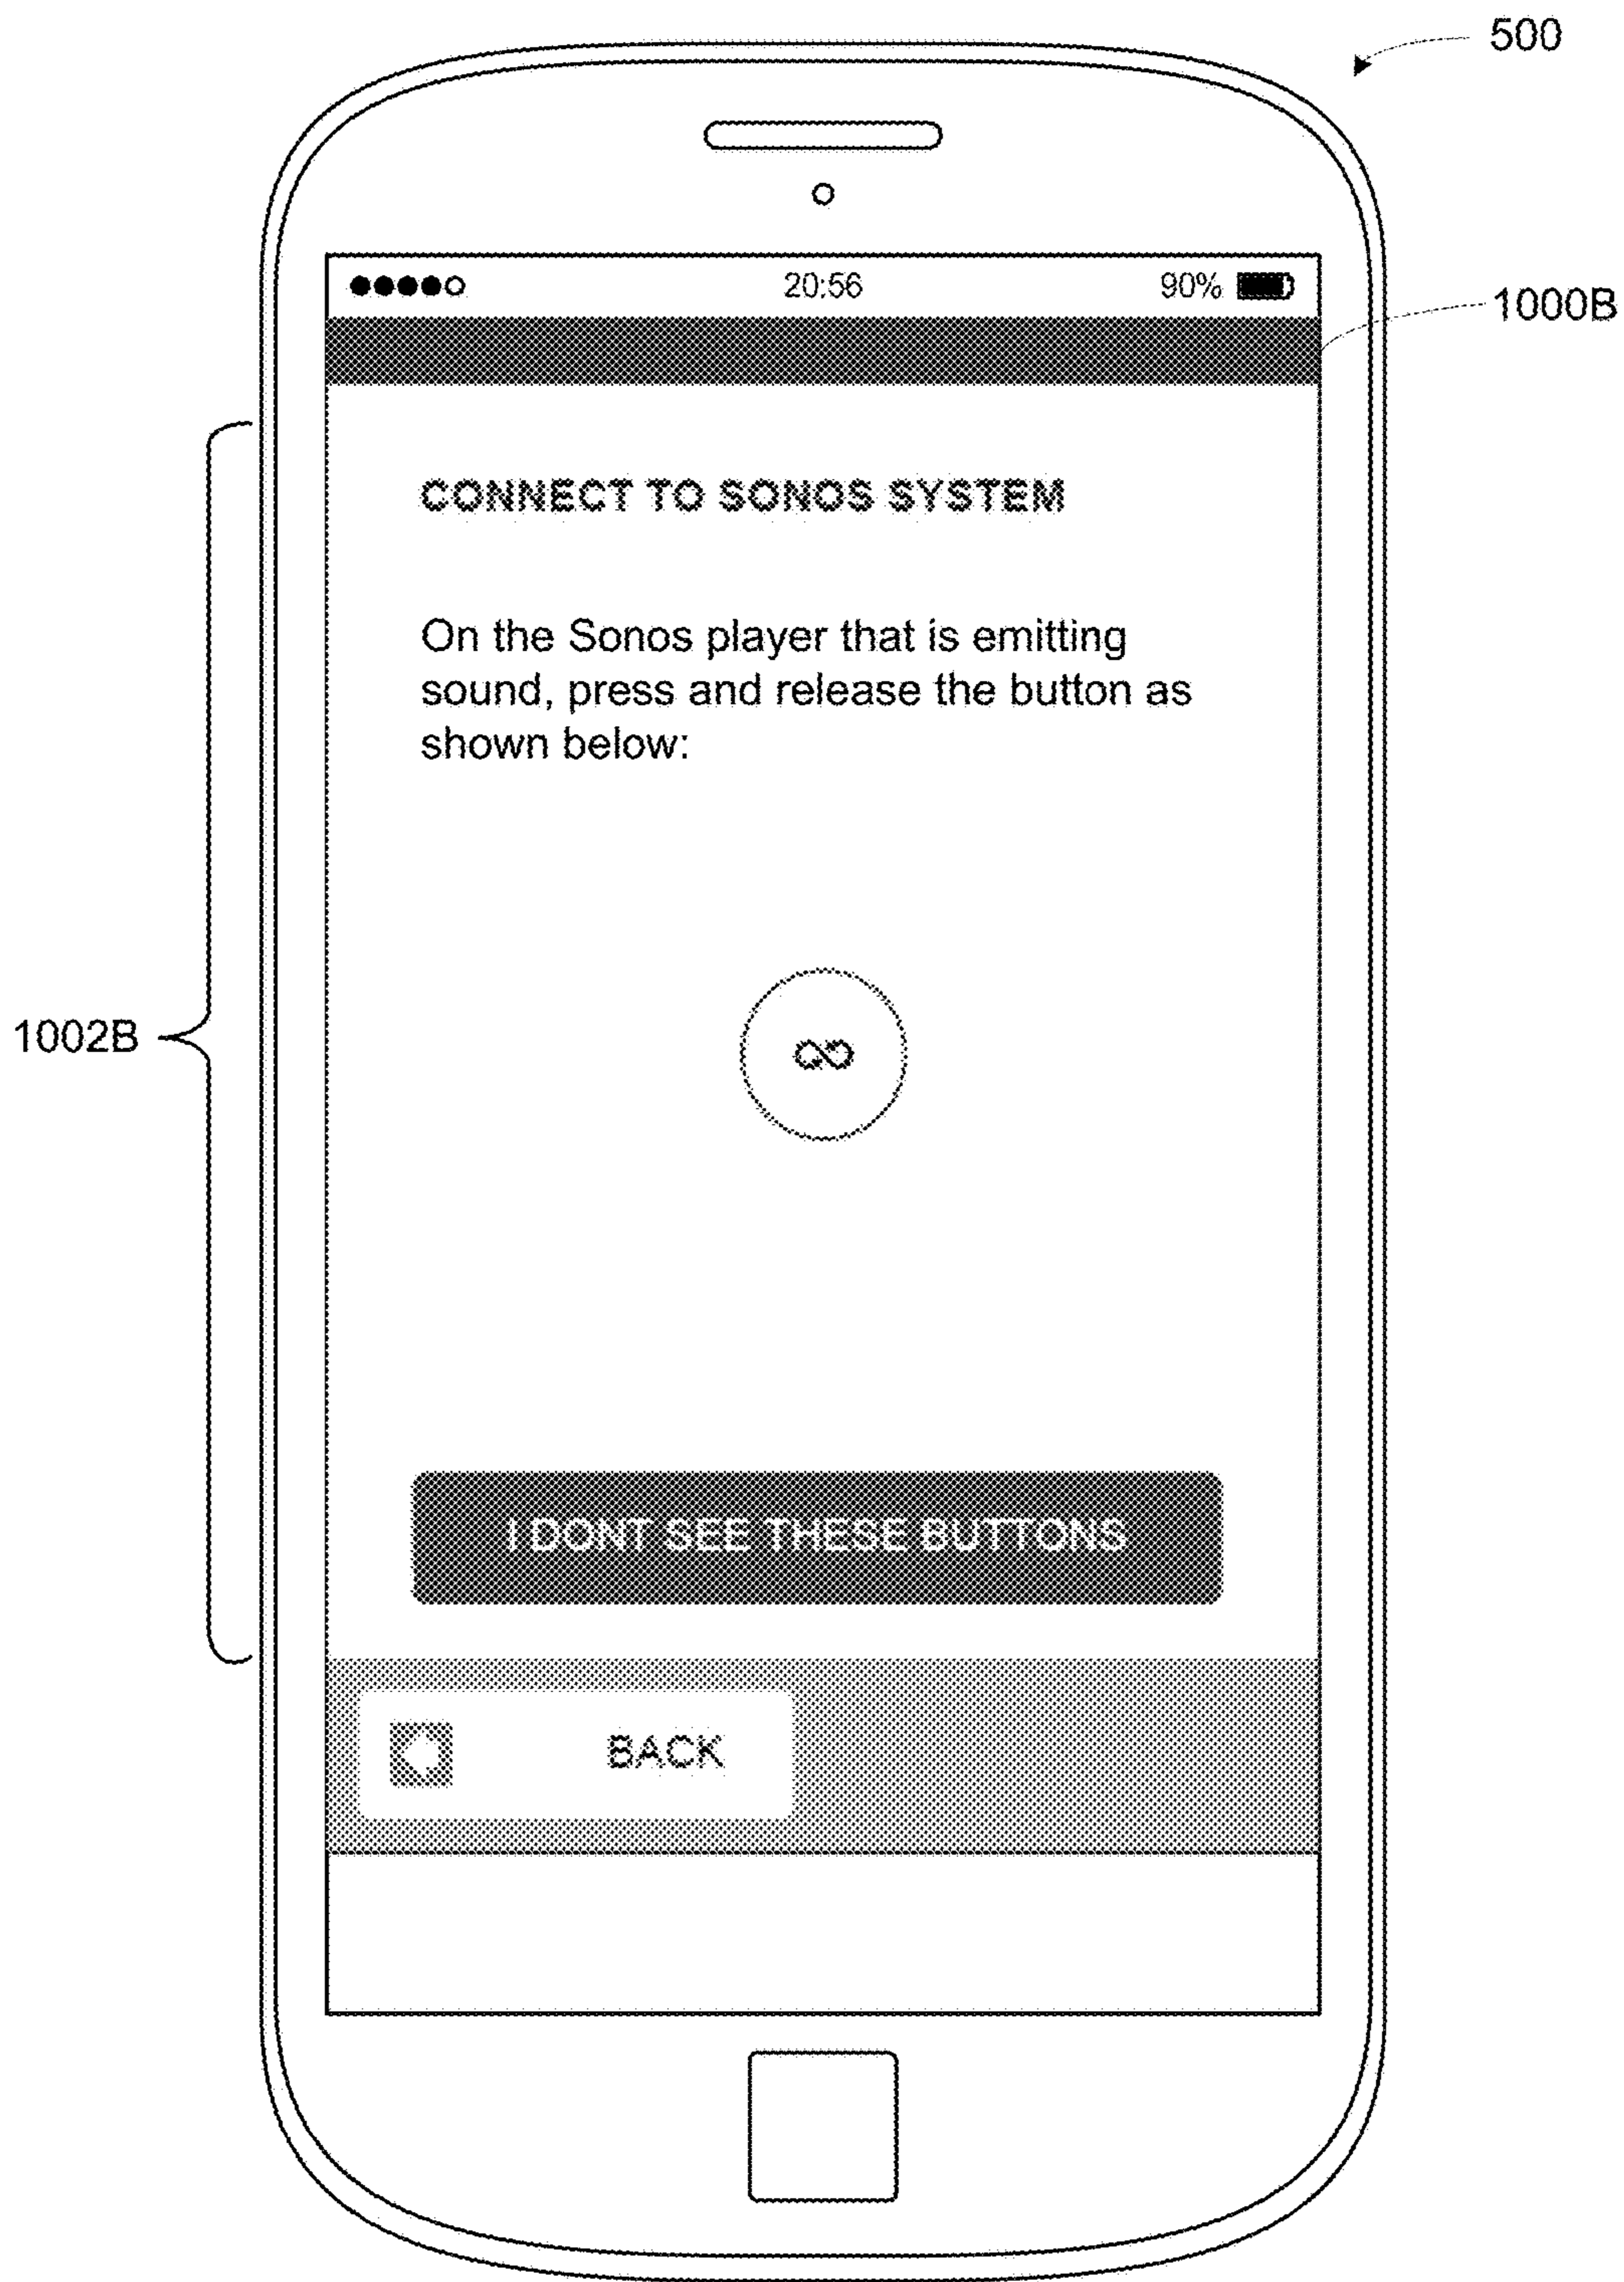 500
20:56
90%
1000B
CONNECT TO SONOS SYSTEM
On the Sonos player that is emitting
sound, press and release the button as
shown below:
1002B
I DONT SEE THESE BUTTONS
BACK